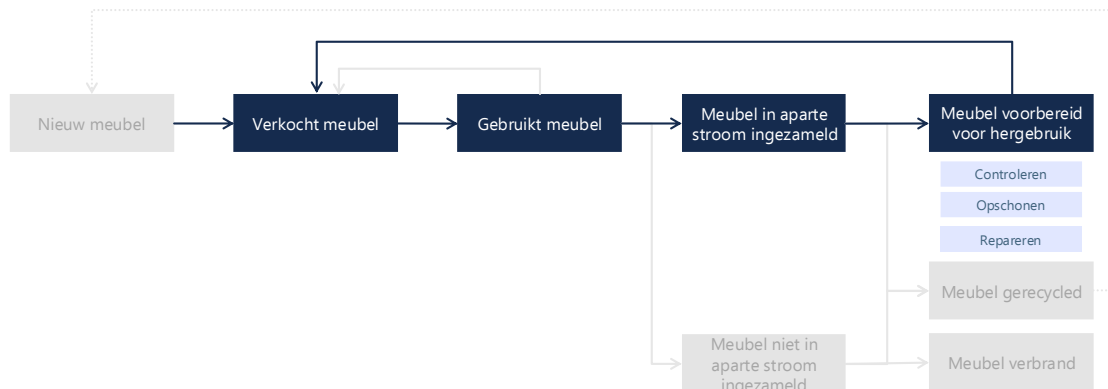 Nieuw meubel
Verkocht meubel
Gebruikt meubel
Meubel in aparte
stroom ingezameld
Meubel voorbereid
voor hergebruik
Controleren
Opschonen
Repareren
Meubel gerecycled
Meubel niet in
aparte stroom
ingezameld
Meubel verbrand